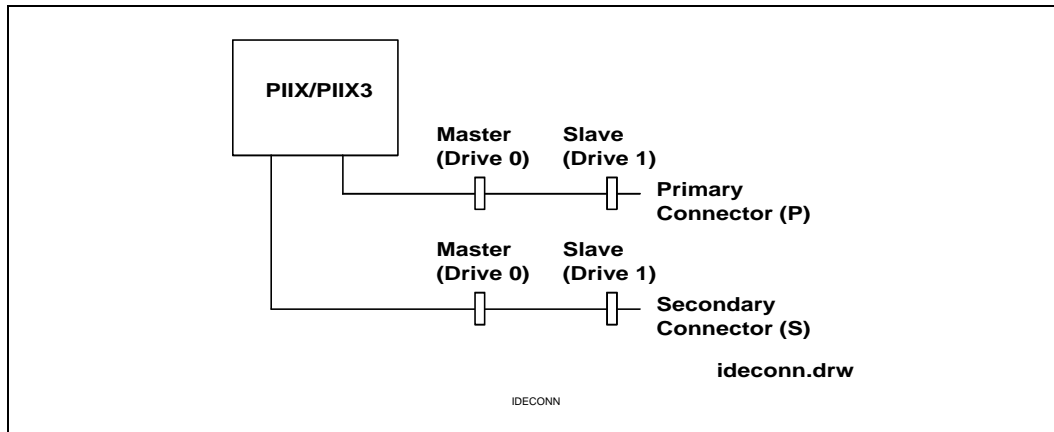 PIIX/PIIX3
Master
(Drive 0)
Slave
(Drive 1)
Primary
Connector (P)
Master
(Drive 0)
Slave
(Drive 1)
Secondary
Connector (S)
ideconn.drw
IDECONN